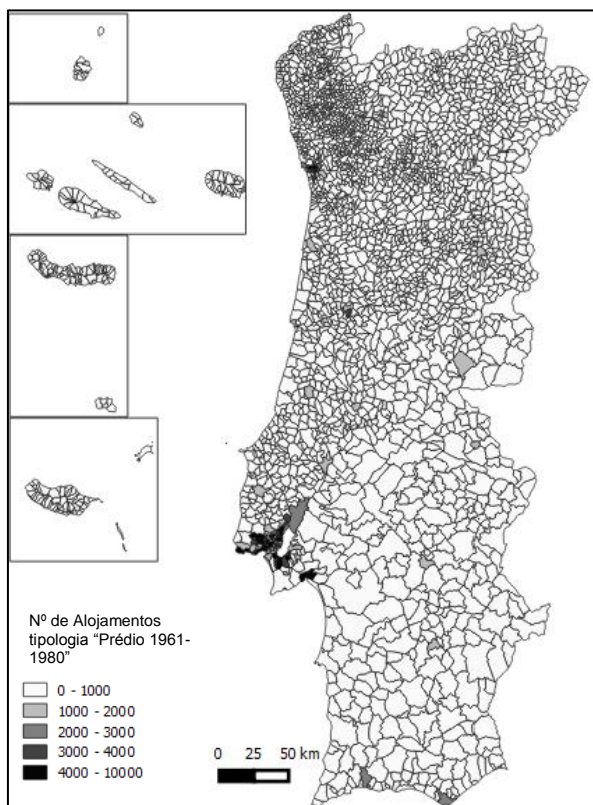 Nº de Alojamentos
tipologia “Prédio 1961-
1980”
0 - 1000
1000 - 2000
2000 - 3000
3000 - 4000
4000 - 10000
0 25 50 km